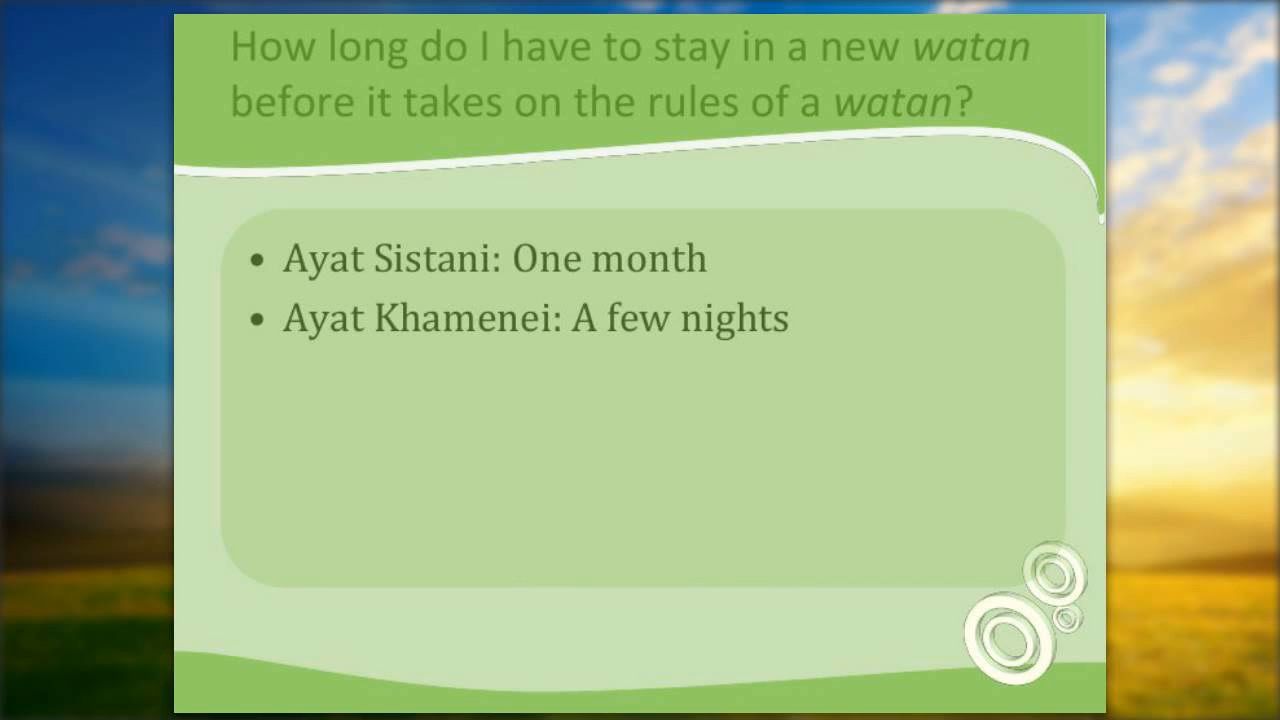 How long do I have to stay in a new watan
before it takes on the rules of a watan?
• Ayat Sistani: One month
• Ayat Khamenei: A few nights